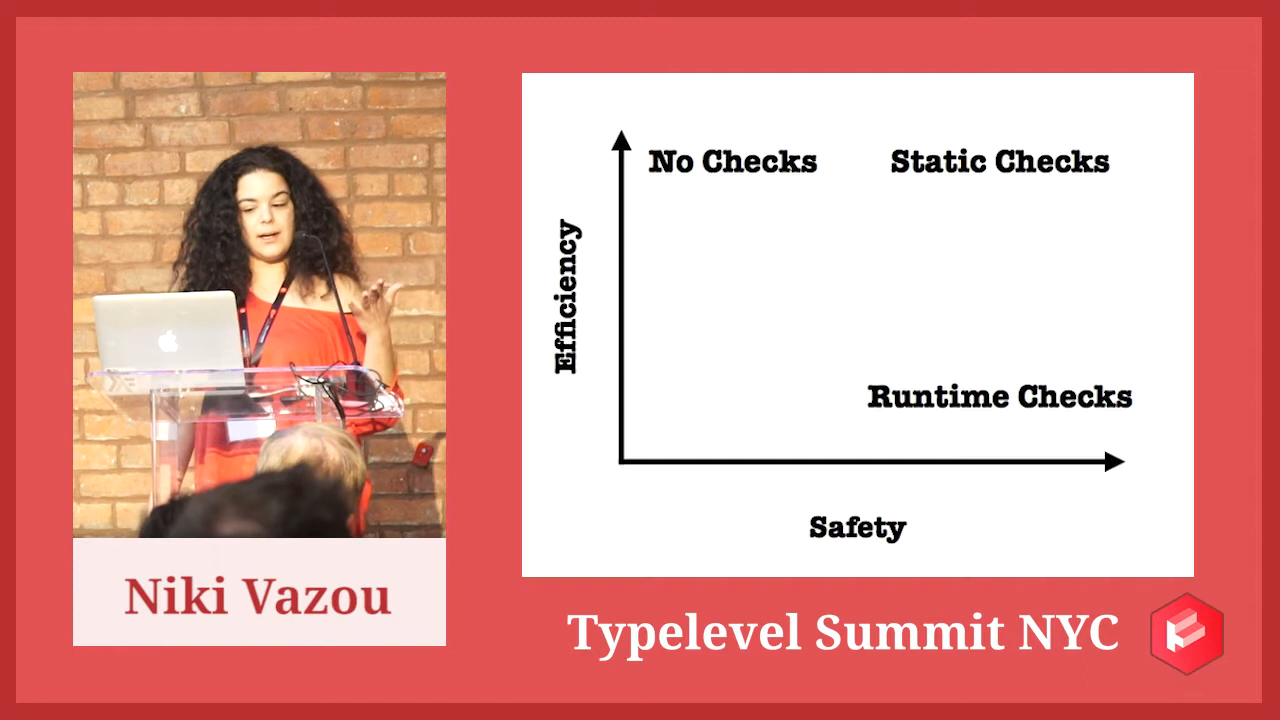 No Checks
Static Checks
Efficiency
Runtime Checks
Safety
Niki Vazou
Typelevel Summit NYC